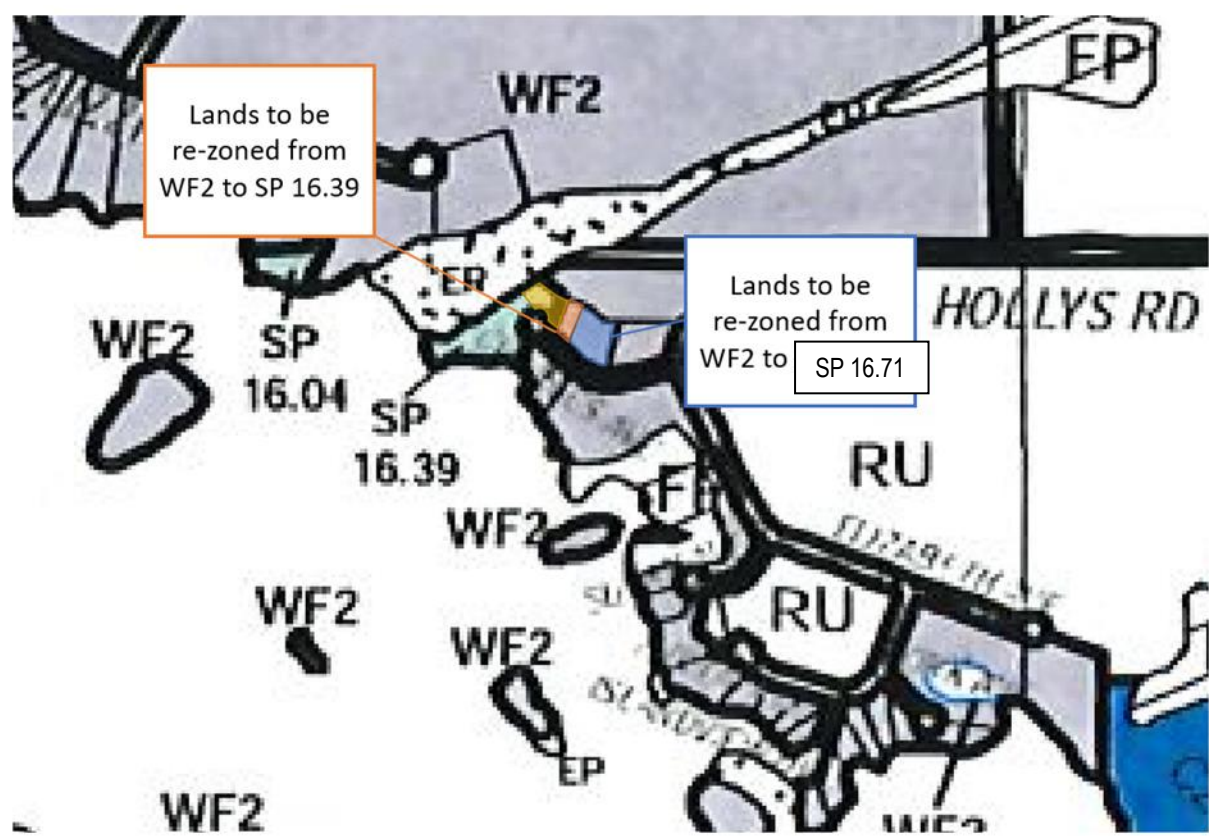 EP
WF2
Lands to be
re-zoned from
WF2 to SP 16.39
EP
Lands to be
re-zoned from
WF2 to SP 16.71
HOLLYS RD
WF2
SP
16.04
SP
16.39
RU
WF2
WF2
RU
WF2
EP
WF2